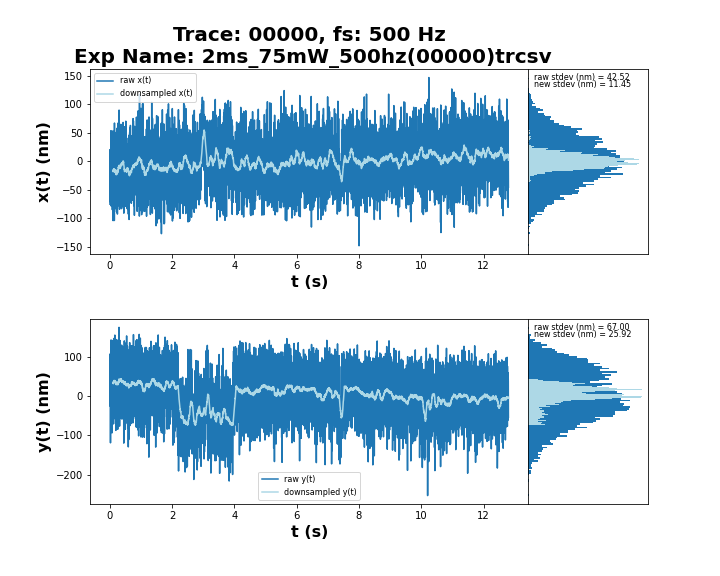 Trace: 00000, fs: 500 Hz
Exp Name: 2ms_75mW_500hz(00000)trcsv
raw x(t)
downsampled x(t)
raw stdev (nm) = 42.52
new stdev (nm) = 11.45
150
100
50
0
−50
−100
−150
x(t) (nm)
0 2 4 6 8 10 12
t (s)
raw stdev (nm) = 67.00
new stdev (nm) = 25.92
100
0
−100
−200
y(t) (nm)
raw y(t)
downsampled y(t)
0 2 4 6 8 10 12
t (s)